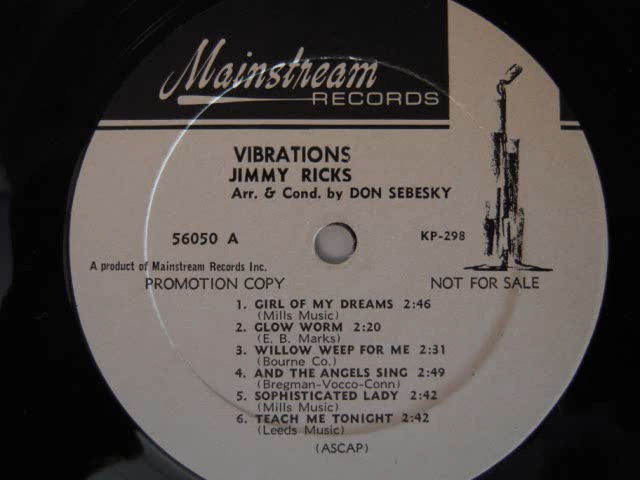 Mainstream
RECORDS
VIBRATIONS
JIMMY RICKS
Arr. & Cond. by DON SEBESKY
56050 A
KP-298
A product of Mainstream Records Inc.
PROMOTION COPY
NOT FOR SALE
1. GIRL OF MY DREAMS 2:46
(Mills Music)
2. GLOW WORM 2:20
(E. B. Marks)
3. WILLOW WEEP FOR ME 2:31
(Bourne Co.)
4. AND THE ANGELS SING 2:49
(Bregman-Vocco-Conn)
5. SOPHISTICATED LADY 2:42
(Mills Music)
6. TEACH ME TONIGHT 2:42
(Leeds Music)
(ASCAP)